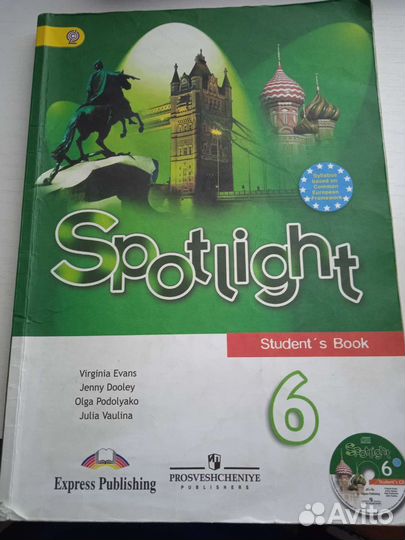 Syllabus
based on
Common
European
Framework
Spotlight
Student´s Book
Virginia Evans
Jenny Dooley
Olga Podolyako
Julia Vaulina
6
Spotlight
6
Student's CD
Express Publishing
PROSVESHCHENIYE
PUBLISHERS
Avito